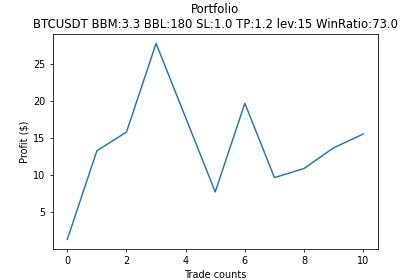 Portfolio
BTCUSDT BBM:3.3 BBL:180 SL:1.0 TP:1.2 lev:15 WinRatio:73.0
25
20
15
10
5
Profit ($)
0 2 4 6 8 10
Trade counts